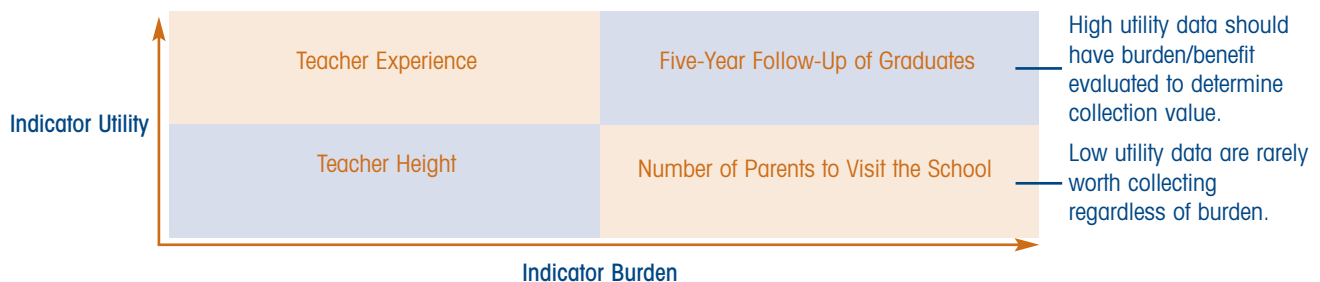 Teacher Experience
Five-Year Follow-Up of Graduates
High utility data should
have burden/benefit
evaluated to determine
collection value.
Indicator Utility
Teacher Height
Number of Parents to Visit the School
Low utility data are rarely
worth collecting
regardless of burden.
Indicator Burden